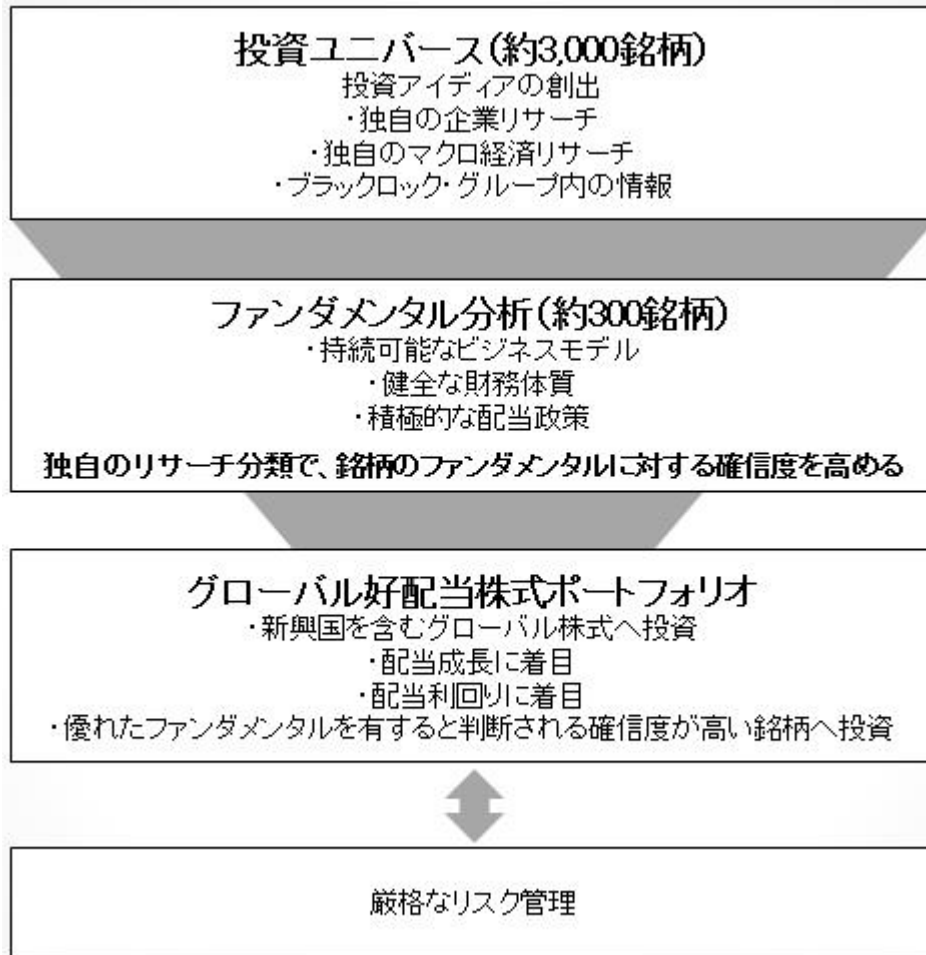 投資ユニバース(約3,000銘柄)
投資アイディアの創出
・独自の企業リサーチ
・独自のマクロ経済リサーチ
・ブラックロック・グループ内の情報
ファンダメンタル分析(約300銘柄)
・持続可能なビジネスモデル
・健全な財務体質
・積極的な配当政策
独自のリサーチ分類で、銘柄のファンダメンタルに対する確信度を高める
グローバル好配当株式ポートフォリオ
・新興国を含むグローバル株式へ投資
・配当成長に着目
・配当利回りに着目
・優れたファンダメンタルを有すると判断される確信度が高い銘柄へ投資
厳格なリスク管理